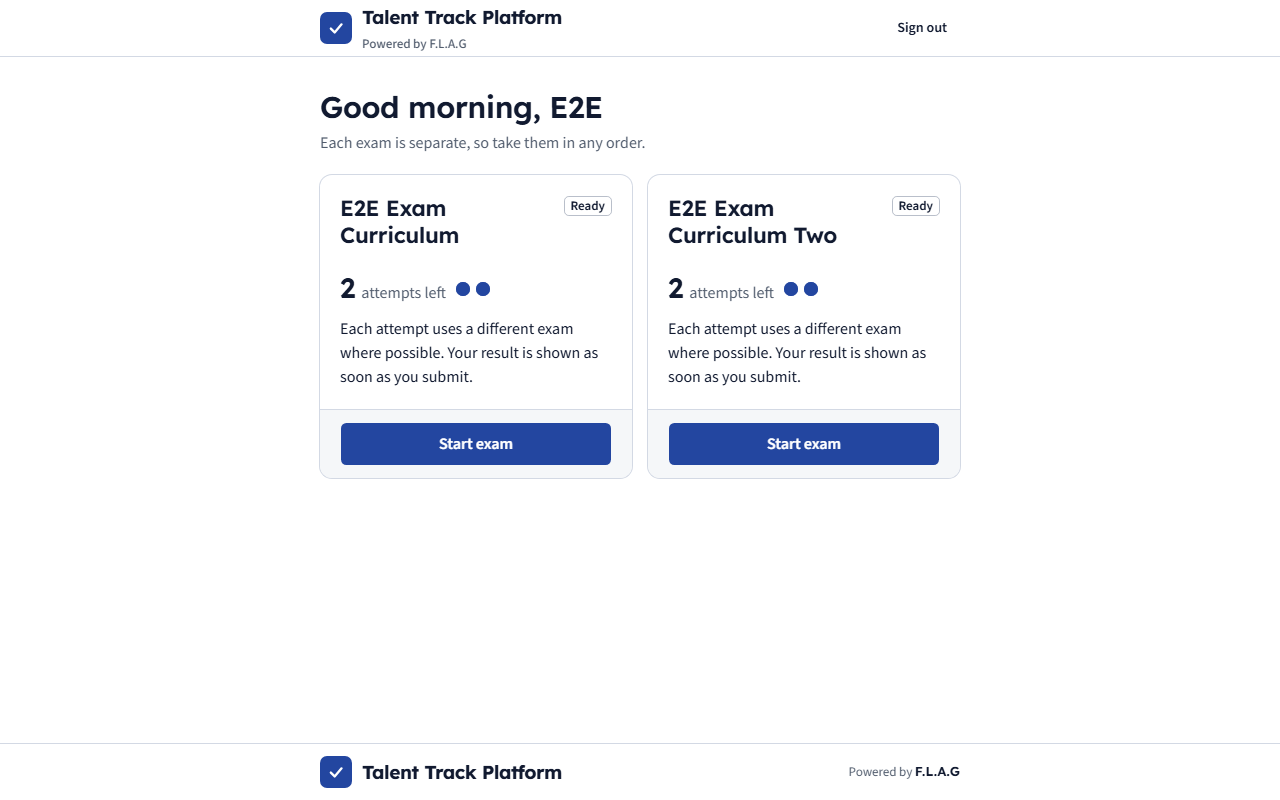 Talent Track Platform
Powered by F.L.A.G
Sign out
Good morning, E2E
Each exam is separate, so take them in any order.
E2E Exam
Curriculum
Ready
2 attempts left
Each attempt uses a different exam
where possible. Your result is shown as
soon as you submit.
Start exam
E2E Exam
Curriculum Two
Ready
2 attempts left
Each attempt uses a different exam
where possible. Your result is shown as
soon as you submit.
Start exam
Talent Track Platform
Powered by F.L.A.G